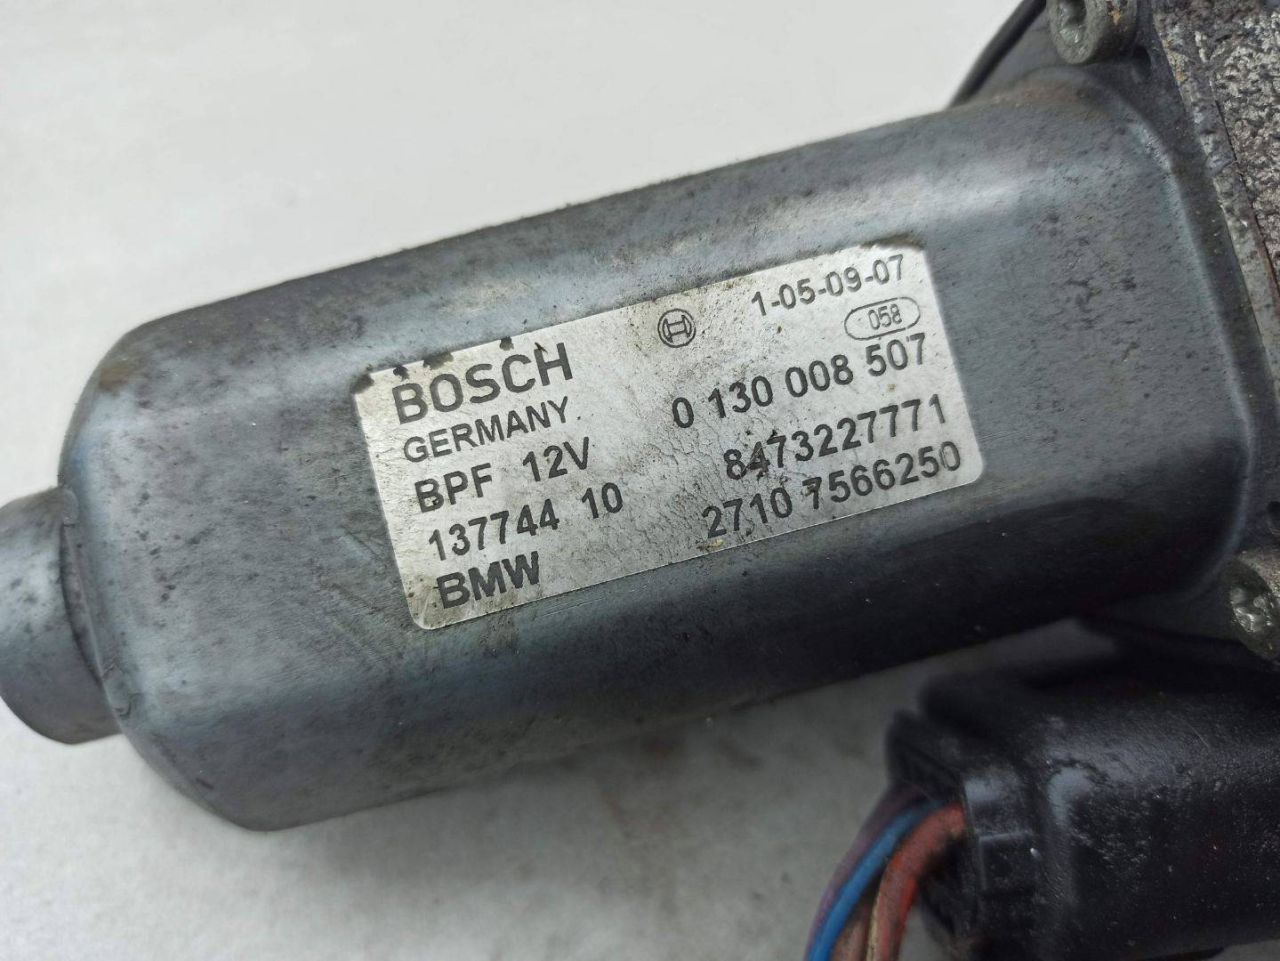 1-05-09-07
058
BOSCH
GERMANY 0 130 008 507
BPF 12V 8473227771
137744 10 2710 7566250
BMW